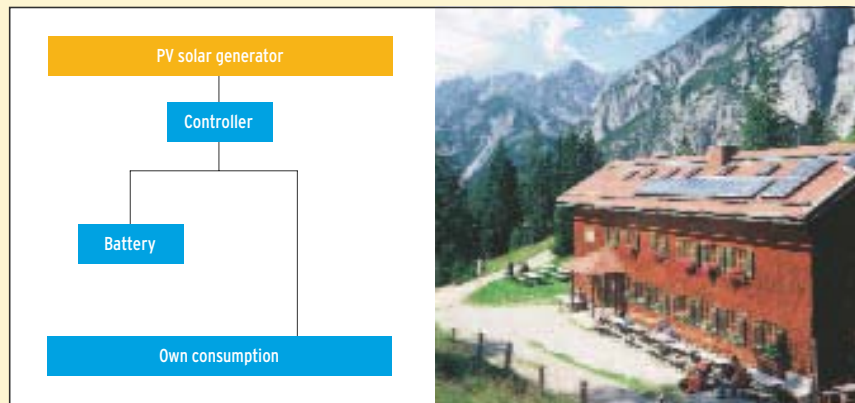 PV solar generator
Controller
Battery
Own consumption